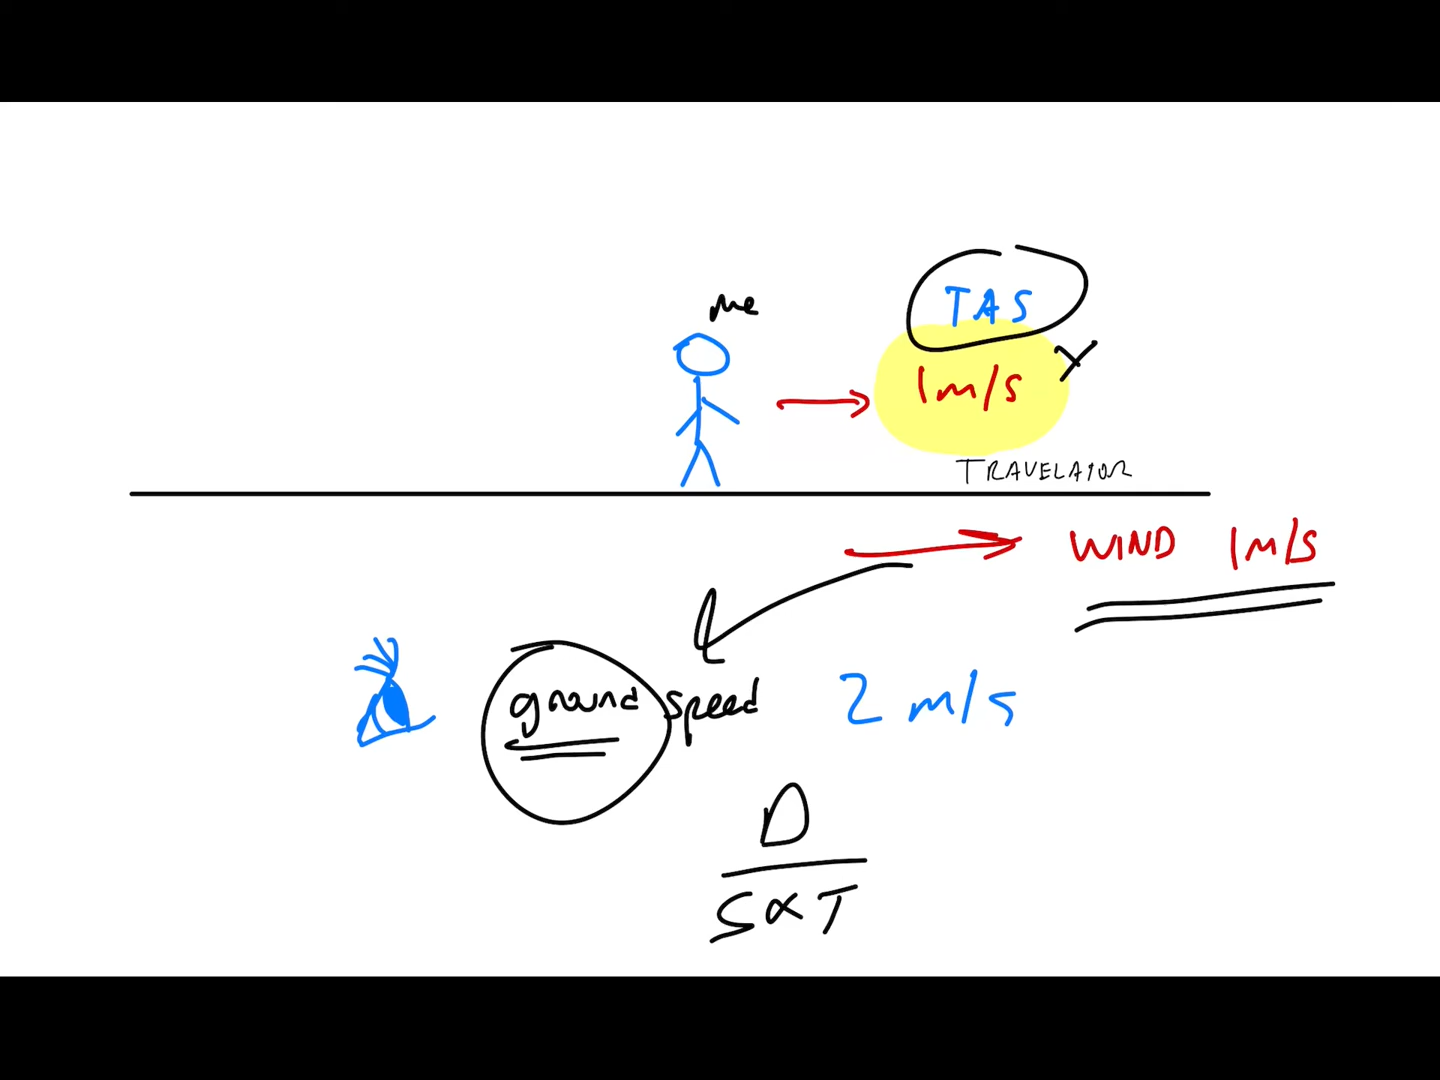 me
TAS
1m/s
TRAVELATOR
WIND 1m/s
ground speed 2 m/s
D
S x T